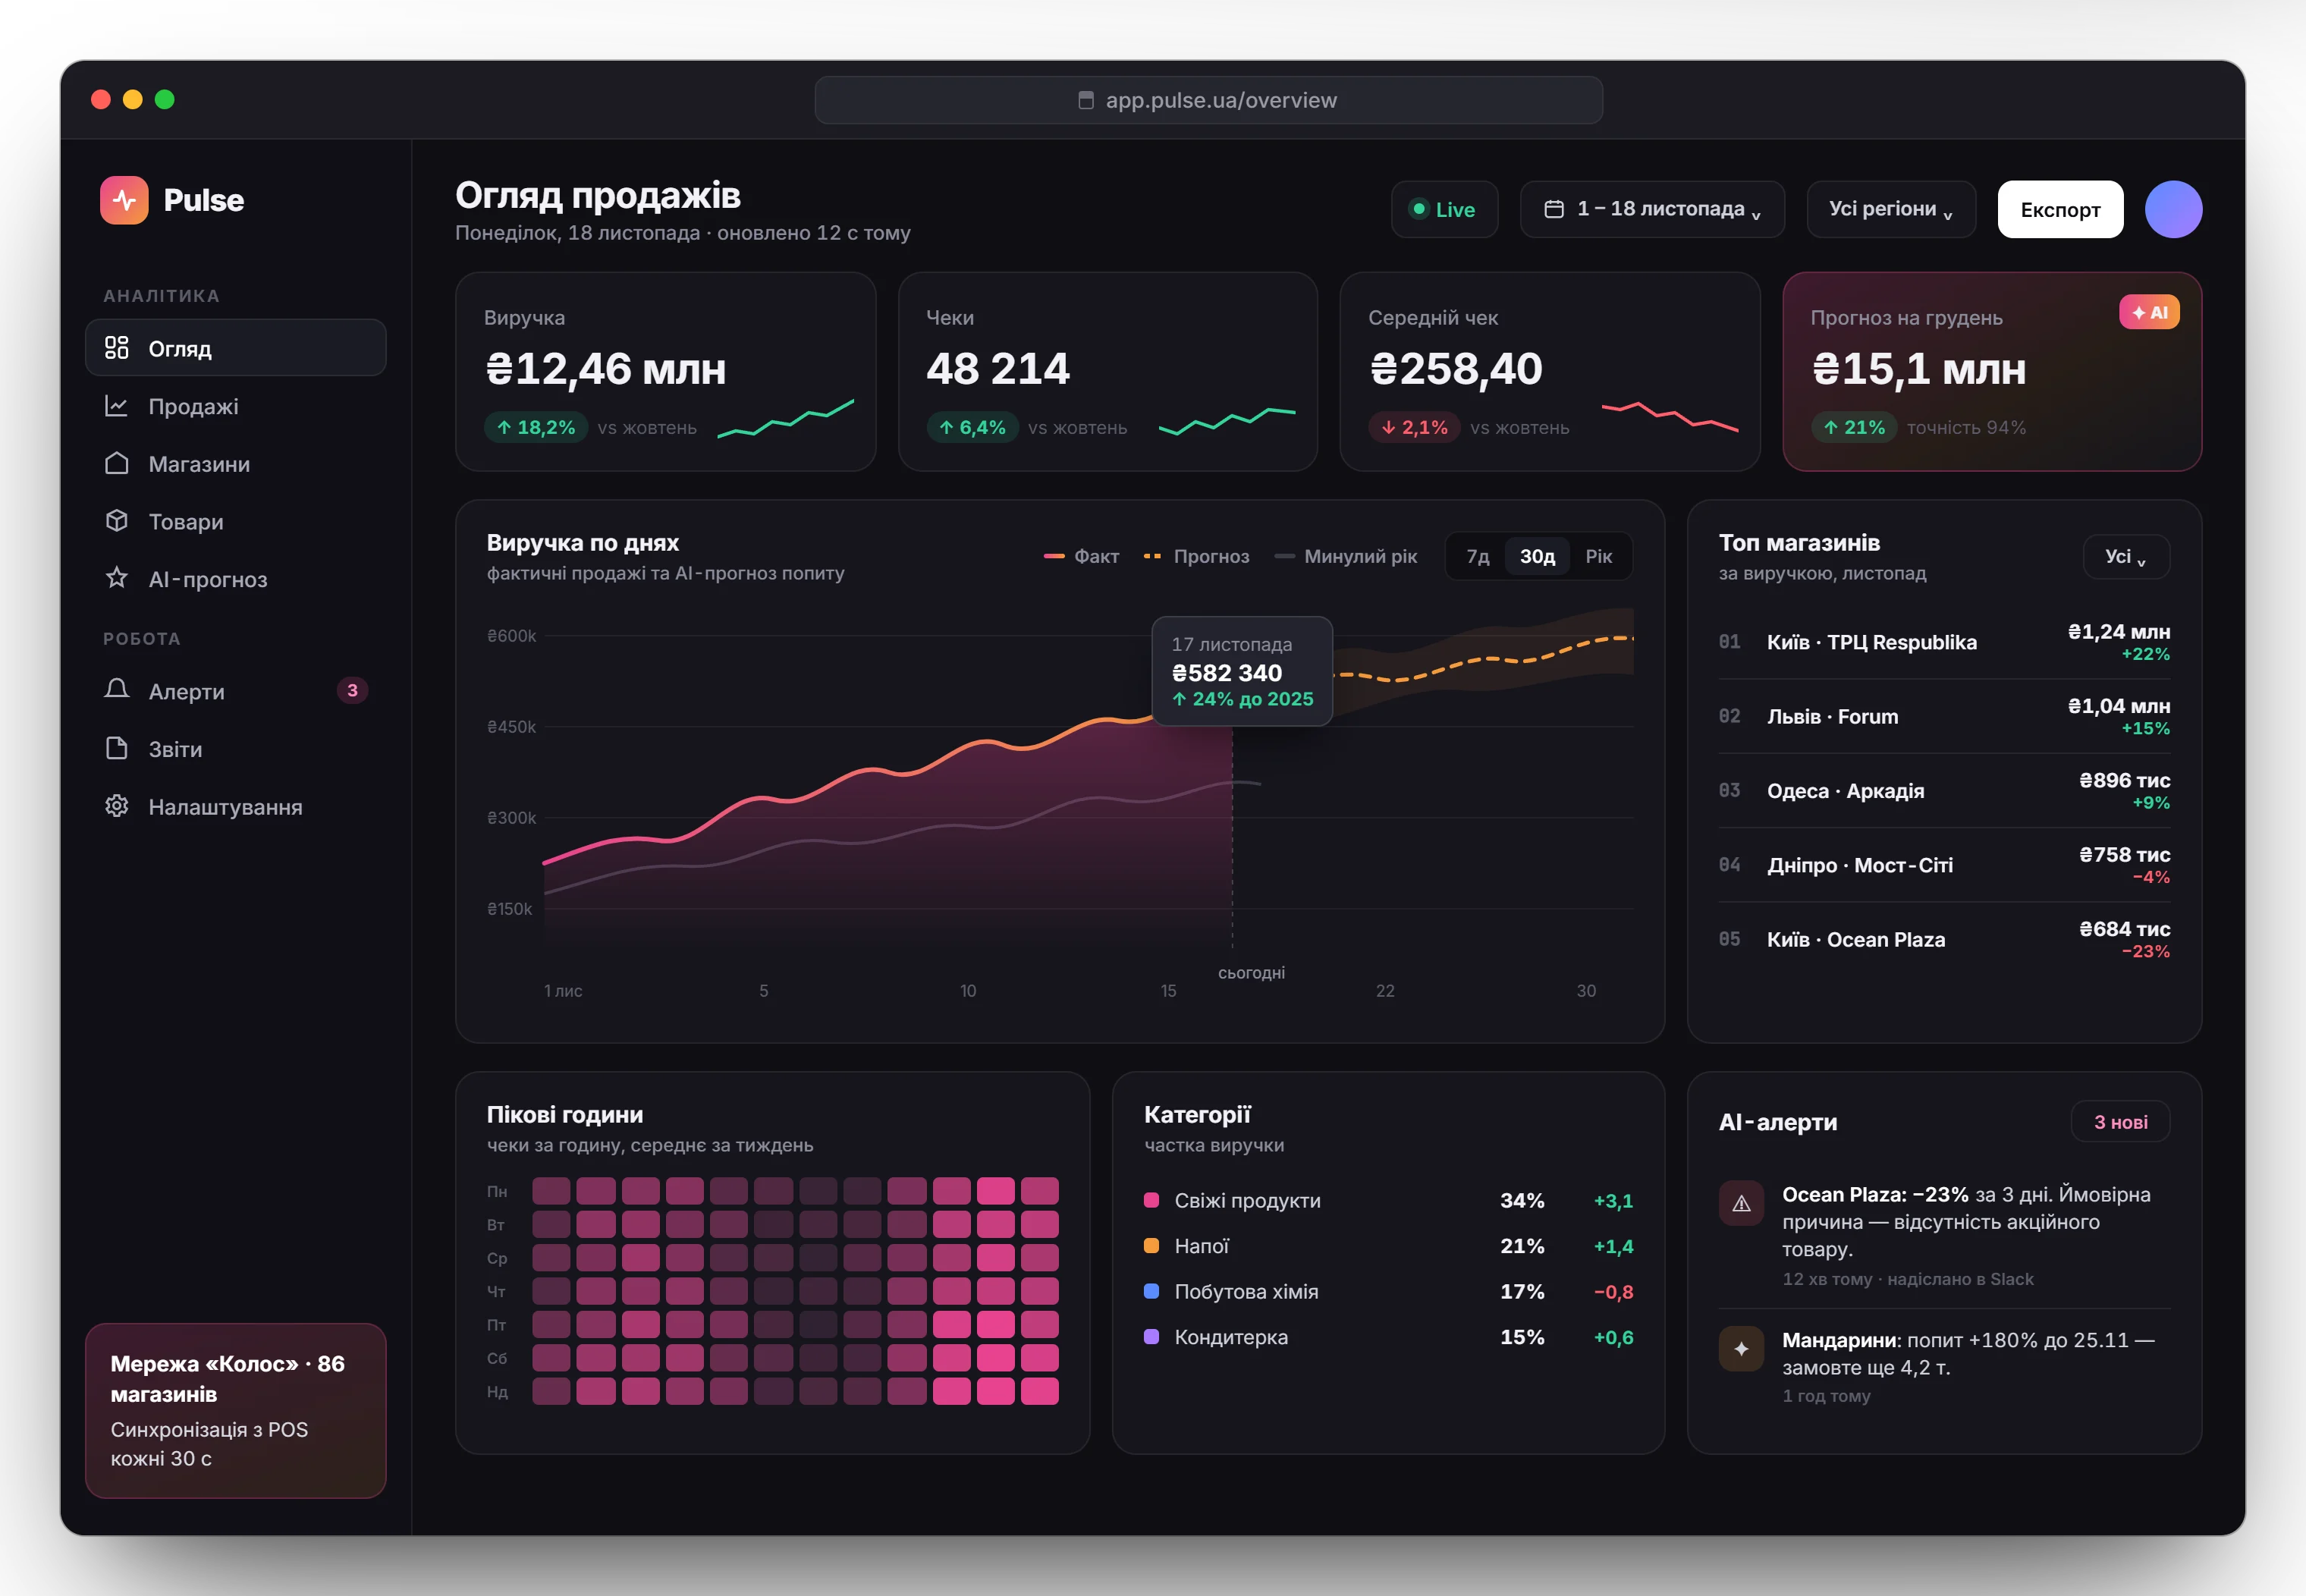 app.pulse.ua/overview
Pulse
АНАЛІТИКА
Огляд
Продажі
Магазини
Товари
AI-прогноз
РОБОТА
Алерти 3
Звіти
Налаштування
Мережа «Колос» · 86
магазинів
Синхронізація з POS
кожні 30 с
Огляд продажів
Понеділок, 18 листопада · оновлено 12 с тому
Live
1 – 18 листопада
Усі регіони
Експорт
Виручка
₴12,46 млн
↑ 18,2% vs жовтень
Чеки
48 214
↑ 6,4% vs жовтень
Середній чек
₴258,40
↓ 2,1% vs жовтень
Прогноз на грудень
✦ AI
₴15,1 млн
↑ 21% точність 94%
Виручка по днях
фактичні продажі та AI-прогноз попиту
Факт Прогноз Минулий рік
7д 30д Рік
₴600k
₴450k
₴300k
₴150k
17 листопада
₴582 340
↑ 24% до 2025
сьогодні
1 лис 5 10 15 22 30
Топ магазинів
за виручкою, листопад
Усі
01 Київ · ТРЦ Respublika ₴1,24 млн
+22%
02 Львів · Forum ₴1,04 млн
+15%
03 Одеса · Аркадія ₴896 тис
+9%
04 Дніпро · Мост-Сіті ₴758 тис
−4%
05 Київ · Ocean Plaza ₴684 тис
−23%
Пікові години
чеки за годину, середнє за тиждень
Пн
Вт
Ср
Чт
Пт
Сб
Нд
Категорії
частка виручки
Свіжі продукти 34% +3,1
Напої 21% +1,4
Побутова хімія 17% −0,8
Кондитерка 15% +0,6
AI-алерти
3 нові
Ocean Plaza: −23% за 3 дні. Ймовірна
причина — відсутність акційного
товару.
12 хв тому · надіслано в Slack
Мандарини: попит +180% до 25.11 —
замовте ще 4,2 т.
1 год тому